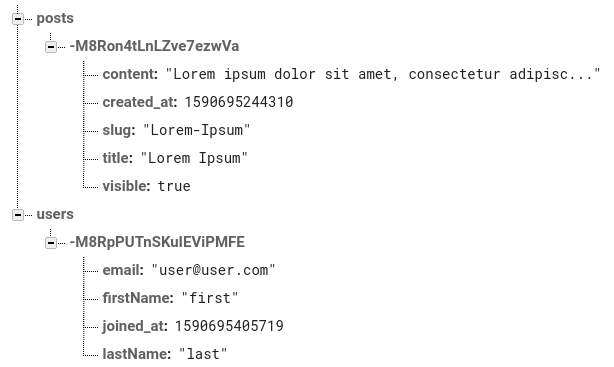 posts
-M8Ron4tLnLZve7ezwVa
content: "Lorem ipsum dolor sit amet, consectetur adipisc..."
created_at: 1590695244310
slug: "Lorem-Ipsum"
title: "Lorem Ipsum"
visible: true
users
-M8RpPUTnSKuIEViPMFE
email: "user@user.com"
firstName: "first"
joined_at: 1590695405719
lastName: "last"